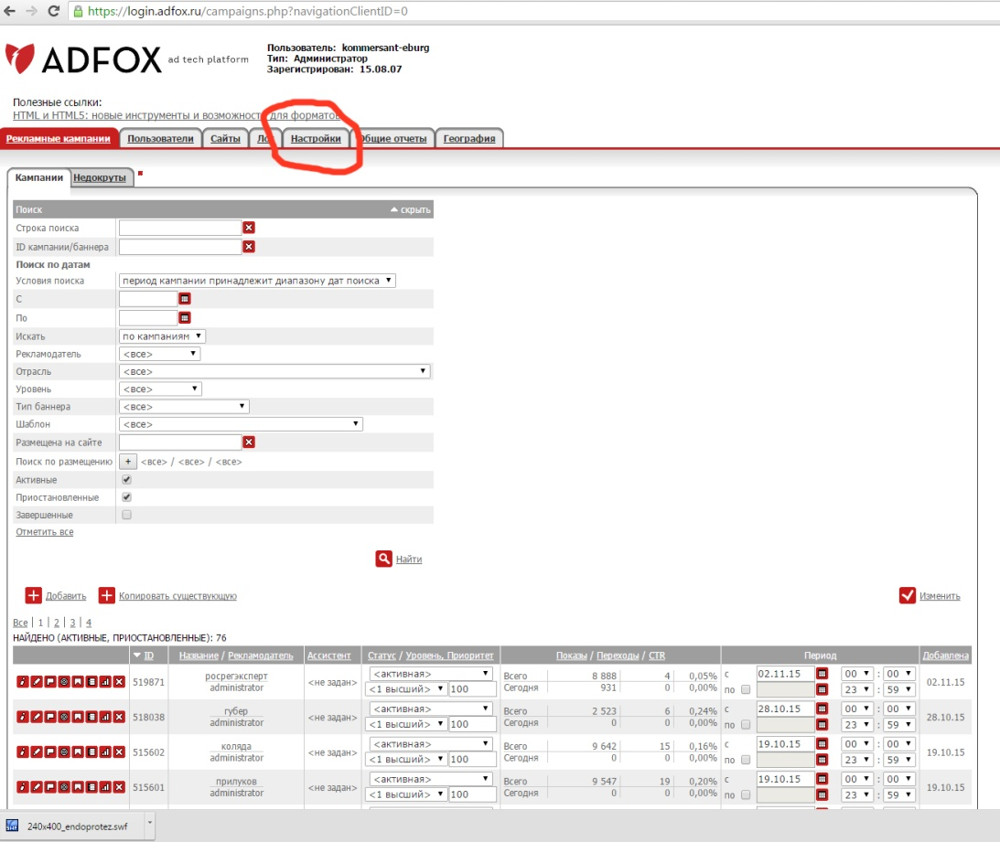 https://login.adfox.ru/campaigns.php?navigationClientID=0
ADFOX ad tech platform
Пользователь: kommersant-eburg
Тип: Администратор
Зарегистрирован: 15.08.07
Полезные ссылки:
HTML и HTML5: новые инструменты и возможности для форматов
Рекламные кампании Пользователи Сайты Настройки Общие отчеты География
Кампании Недокруты
Поиск скрыть
Строка поиска
ID кампании/баннера
Поиск по датам
Условия поиска период кампании принадлежит диапазону дат поиска
С
По
Искать по кампаниям
Рекламодатель <все>
Отрасль <все>
Уровень <все>
Тип баннера <все>
Шаблон <все>
Размещена на сайте
Поиск по размещению + <все> / <все> / <все>
Активные
Приостановленные
Завершенные
Отметить все
Найти
Добавить Копировать существующую Изменить
Все | 1 | 2 | 3 | 4
НАЙДЕНО (АКТИВНЫЕ, ПРИОСТАНОВЛЕННЫЕ): 76
ID Название / Рекламодатель Ассистент Статус / Уровень, Приоритет Показы / Переходы / CTR Период Добавлена
519871 росрегэксперт <не задан> <активная> Всего 8 888 4 0,05% с 02.11.15 00 : 00 02.11.15
administrator <1 высший> 100 Сегодня 931 0 0,00% по 23 : 59
518038 губер <не задан> <активная> Всего 2 523 6 0,24% с 28.10.15 00 : 00 28.10.15
administrator <1 высший> 100 Сегодня 0 0 0,00% по 23 : 59
515602 коляда <не задан> <активная> Всего 9 642 15 0,16% с 19.10.15 00 : 00 19.10.15
administrator <1 высший> 100 Сегодня 0 0 0,00% по 23 : 59
515601 прилуков <не задан> <активная> Всего 9 547 19 0,20% с 19.10.15 00 : 00 19.10.15
administrator <1 высший> 100 Сегодня 0 0 0,00% по 23 : 59
240x400_endoprotez.swf